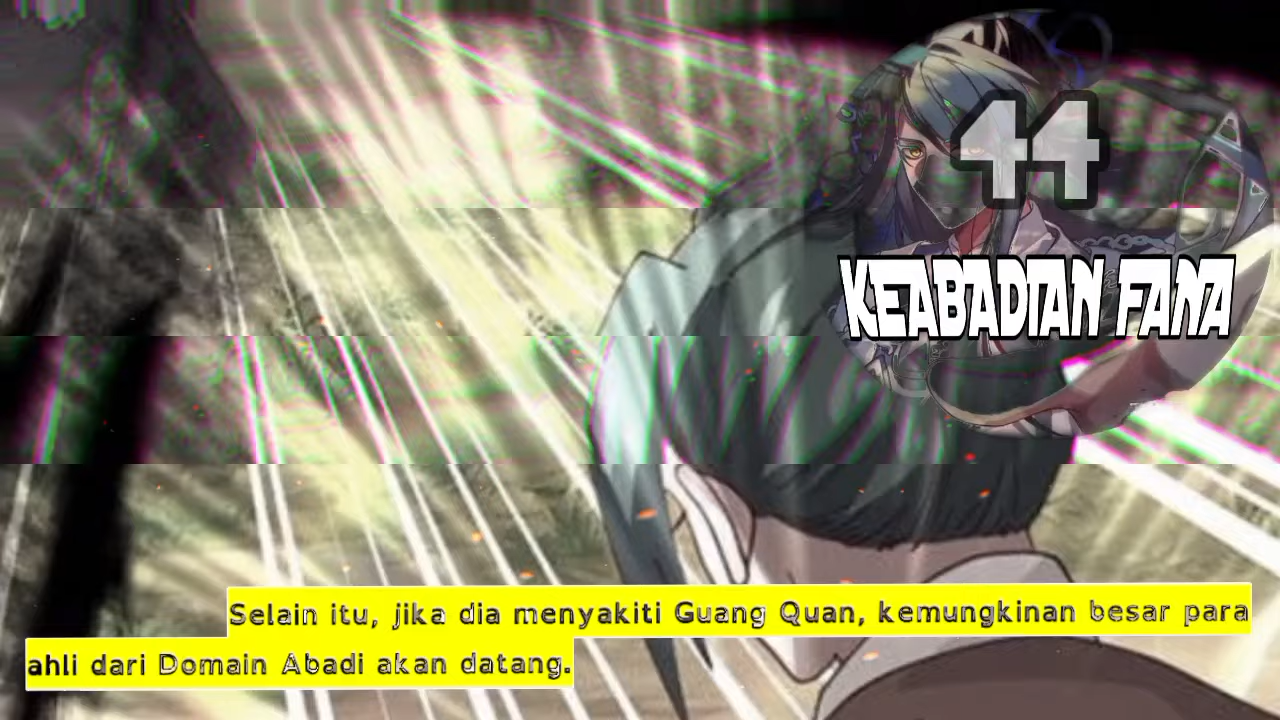 44
KEABADIAN FANA
Selain itu, jika dia menyakiti Guang Quan, kemungkinan besar para
ahli dari Domain Abadi akan datang.